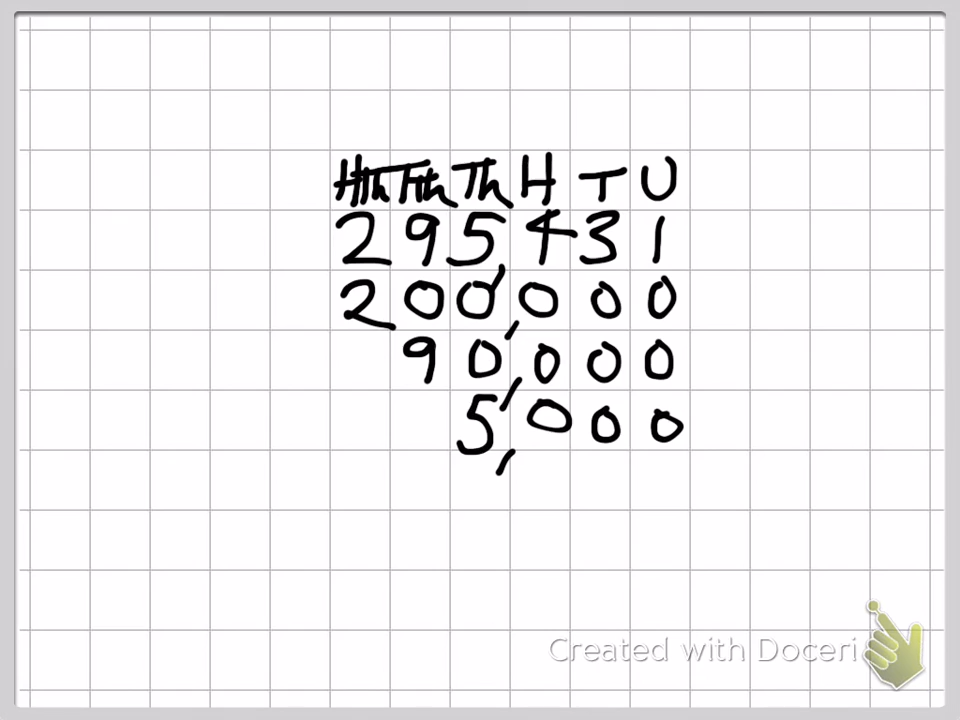 Hth Tth Th H T U
2 9 5, 4 3 1
2 0 0, 0 0 0
9 0, 0 0 0
5, 0 0 0
Created with Doceri